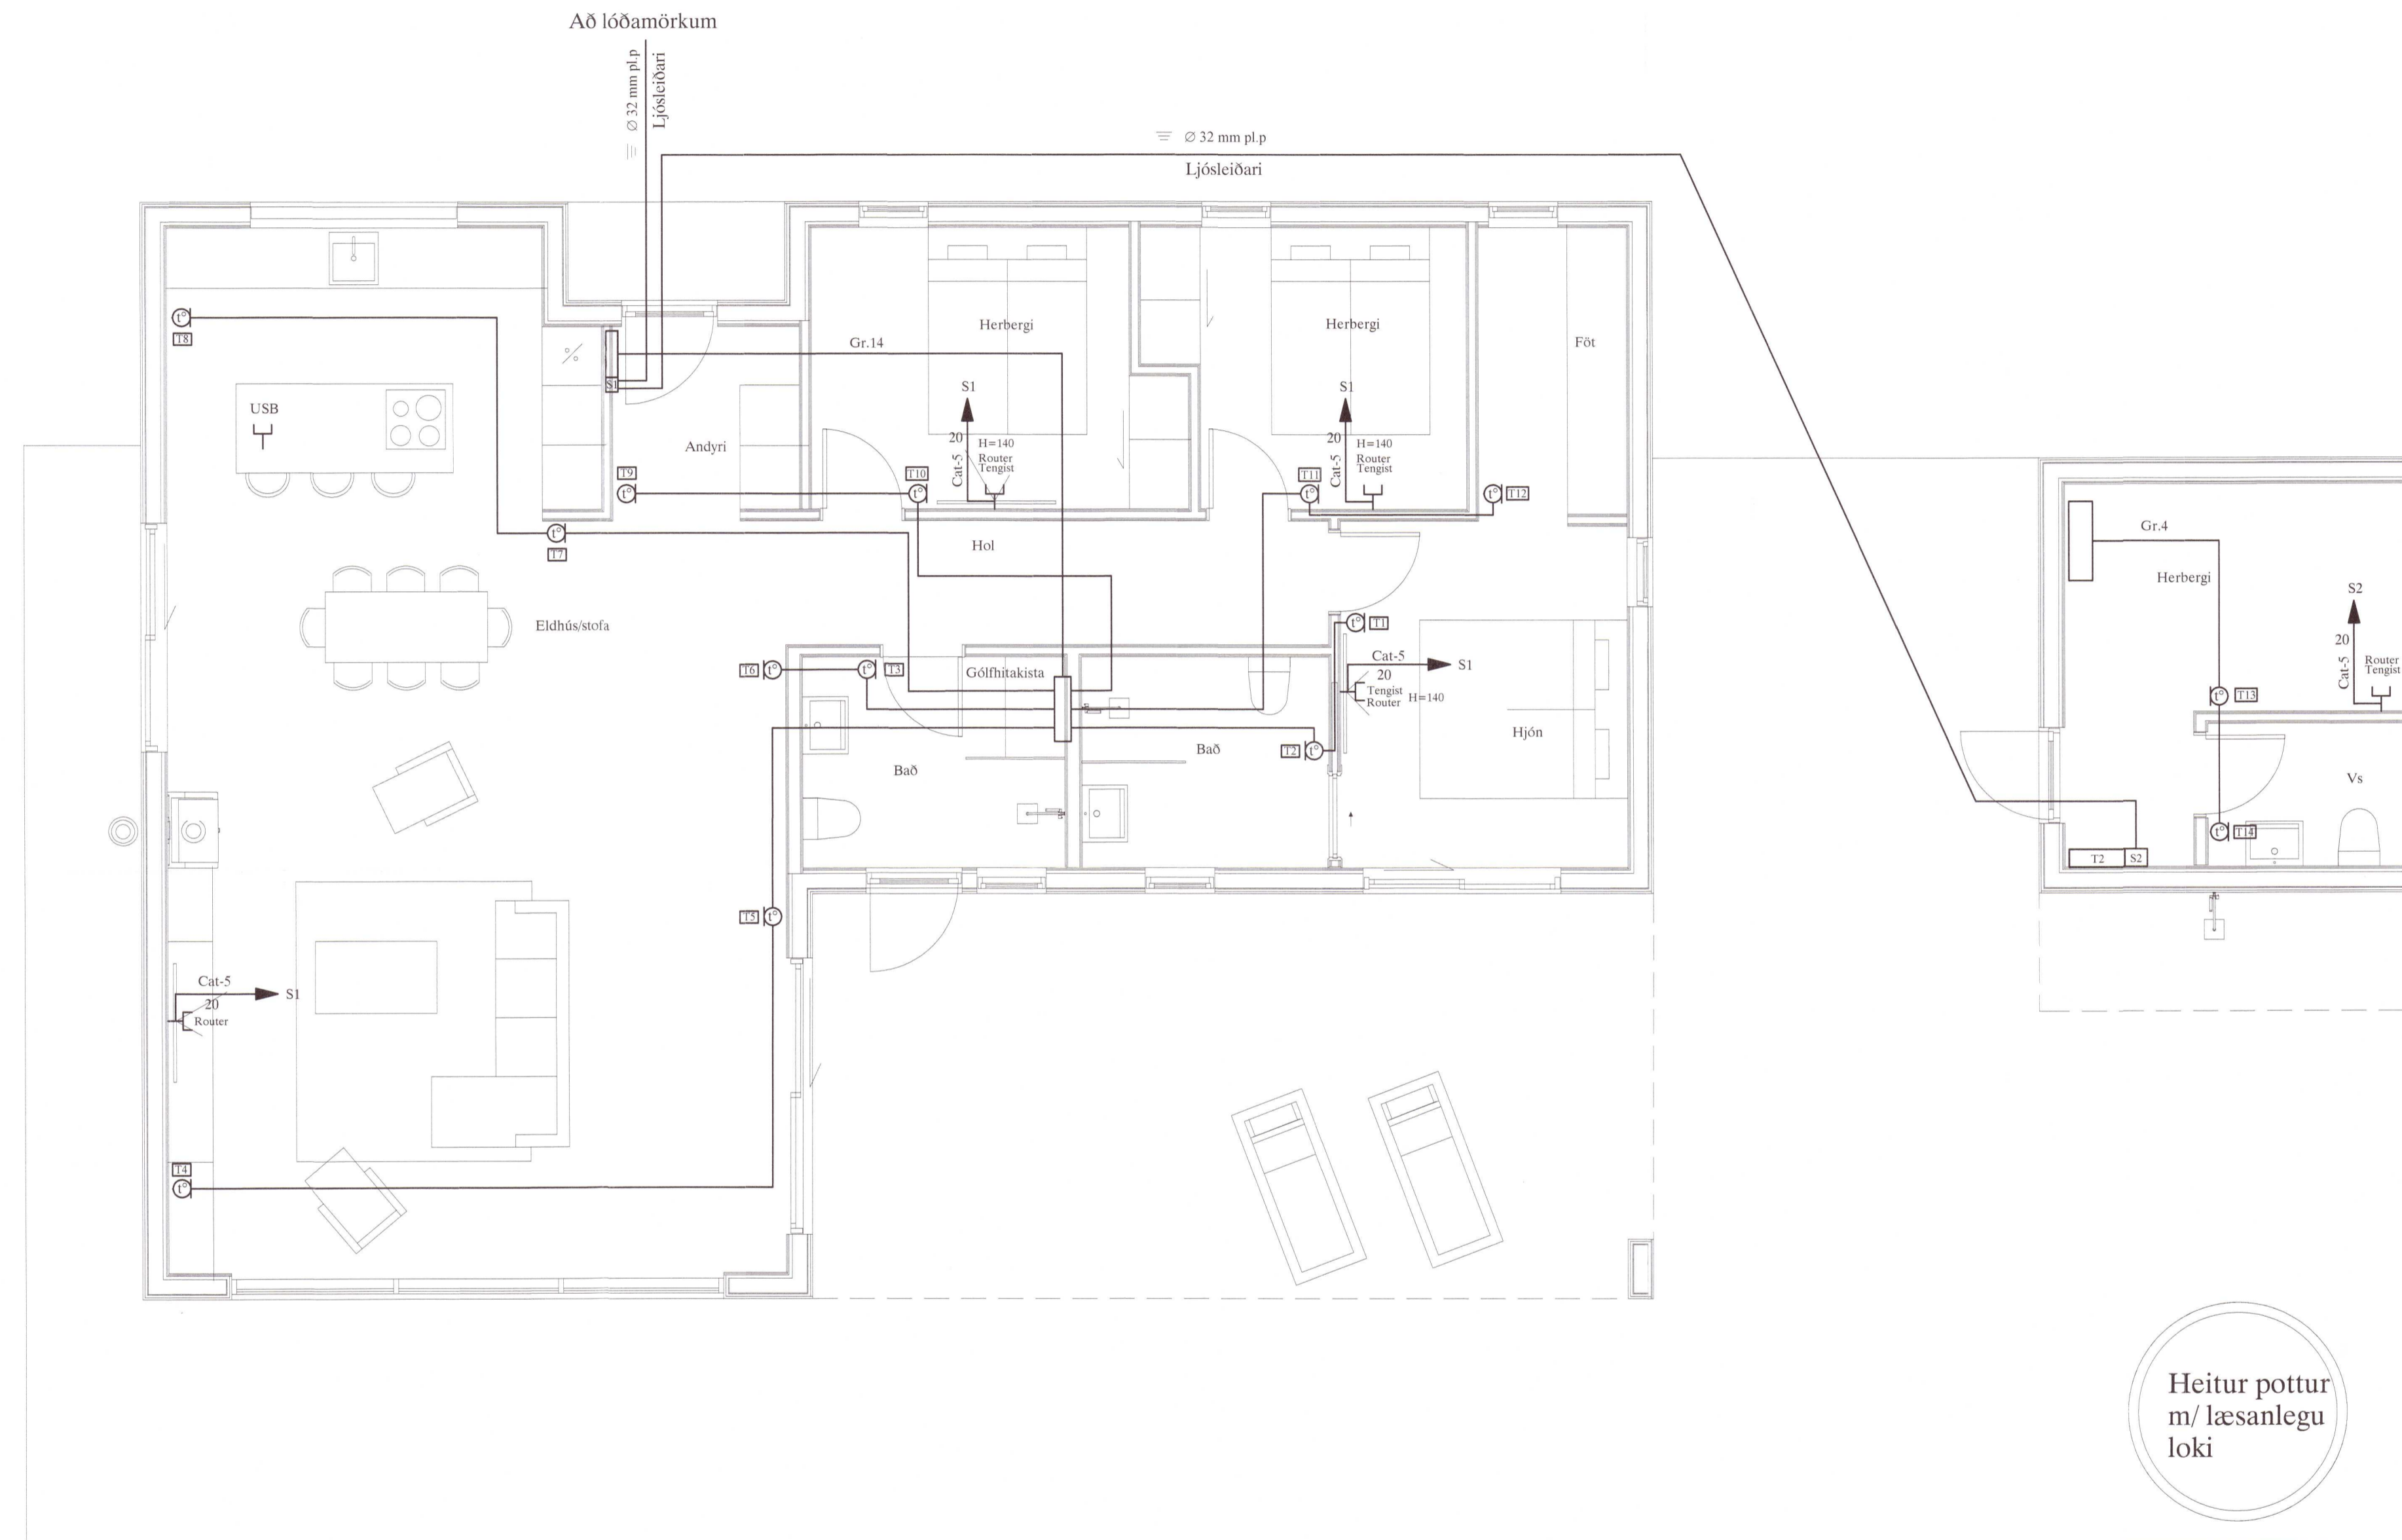 Að lóðamörkum
Ø 32 mm pl.p
Ljósleiðari
Ø 32 mm pl.p
Ljósleiðari
T8
USB
S1
Gr.14
Andyri
T9
T10
Herbergi
S1
20
Cat-5
H=140
Router
Tengist
Herbergi
S1
20
Cat-5
H=140
Router
Tengist
T11
T12
Föt
T7
Hol
Eldhús/stofa
T6
T3
Gólfhitakista
Bað
Bað
T2
T1
Cat-5
S1
20
Tengist
Router
H=140
Hjón
T5
Cat-5
S1
20
Router
T4
Gr.4
Herbergi
S2
20
Cat-5
Router
Tengist
T13
Vs
T14
T2
S2
Heitur pottur
m/ læsanlegu
loki